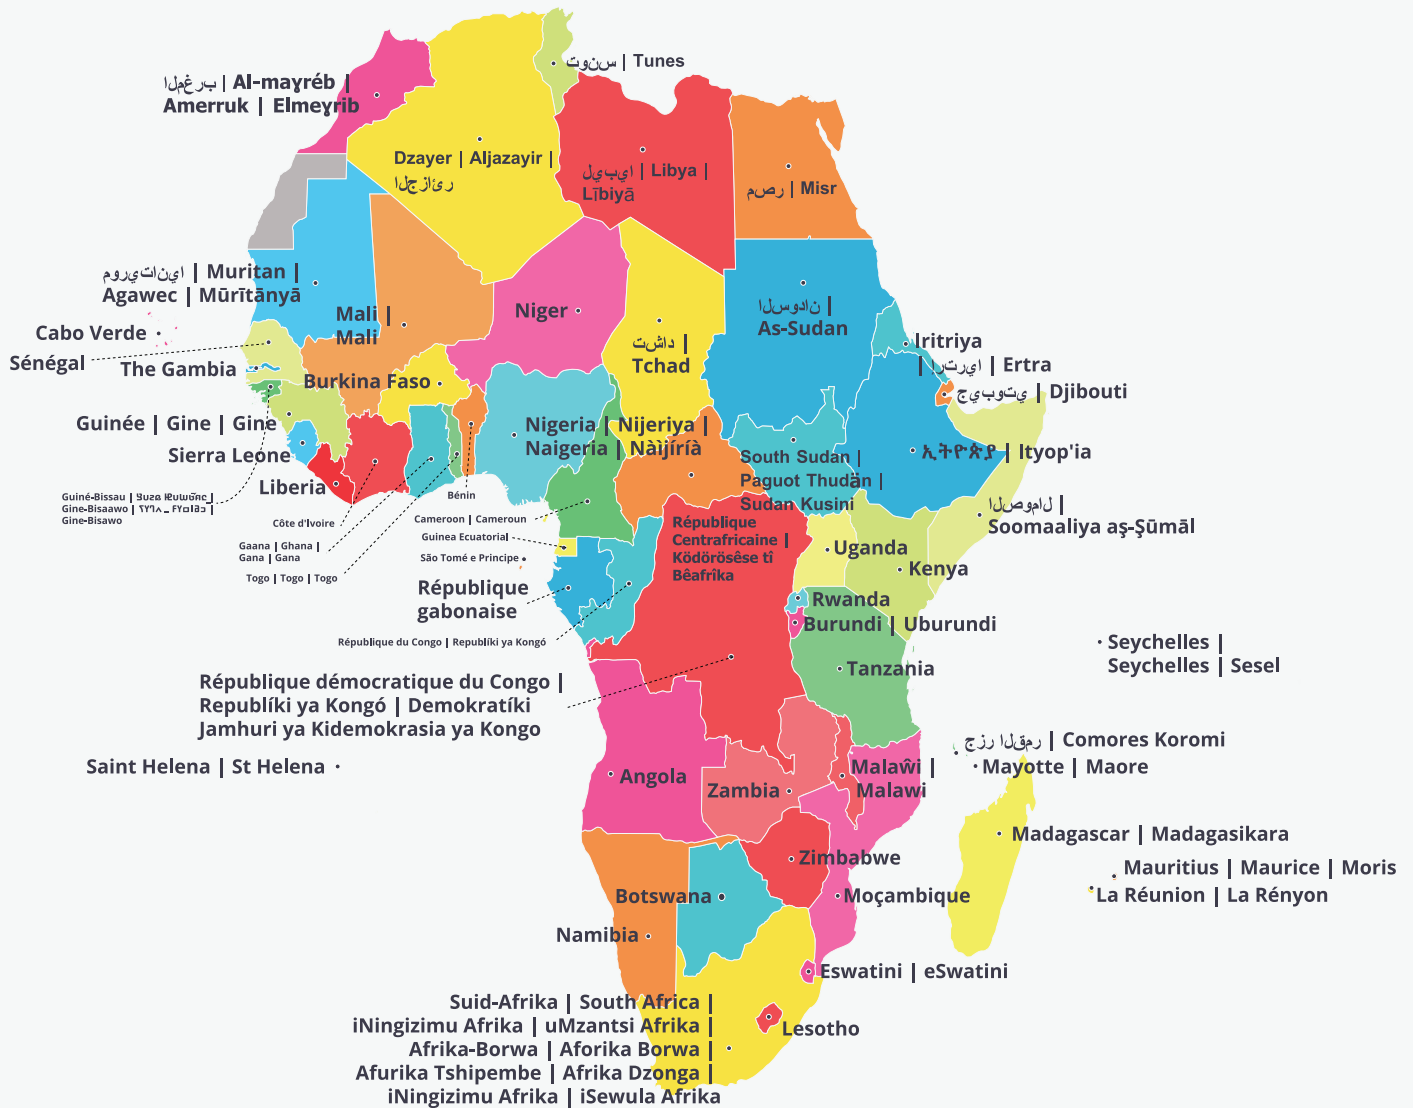 تونس | Tunes
المغرب | Al-maɣréb |
Amerruk | Elmeɣrib
Dzayer | Aljazayir |
الجزائر
ليبيا | Libya |
Lībiyā
مصر | Misr
موريتانيا | Muritan |
Agawec | Mūrītānyā
Cabo Verde
Sénégal
The Gambia
Mali |
Mali
Niger
تشاد |
Tchad
السودان |
As-Sudan
Iritriya
| إرتريا | Ertra
جيبوتي | Djibouti
Burkina Faso
Guinée | Gine | Gine
Sierra Leone
Liberia
Nigeria | Nijeriya |
Naigeria | Nàìjíríà
South Sudan |
Paguot Thudän |
Sudan Kusini
ኢትዮጵያ | Ityop'ia
الصومال |
Soomaaliya aş-Şūmāl
Guiné-Bissau |
Gine-Bisaawo |
Gine-Bisawo
Côte d'Ivoire
Gaana | Ghana |
Gana | Gana
Togo | Togo | Togo
Bénin
Cameroon | Cameroun
Guinea Ecuatorial
São Tomé e Principe
République
gabonaise
République du Congo | Republíki ya Kongó
République
Centrafricaine |
Ködörösêse tî
Bêafrîka
Uganda
Kenya
Rwanda
Burundi | Uburundi
Tanzania
Seychelles |
Seychelles | Sesel
République démocratique du Congo |
Republíki ya Kongó | Demokratíki
Jamhuri ya Kidemokrasia ya Kongo
Saint Helena | St Helena
Angola
Zambia
Malaŵi |
Malawi
جزر القمر | Comores Koromi
Mayotte | Maore
Madagascar | Madagasikara
Mauritius | Maurice | Moris
La Réunion | La Rényon
Zimbabwe
Botswana
Moçambique
Namibia
Eswatini | eSwatini
Lesotho
Suid-Afrika | South Africa |
iNingizimu Afrika | uMzantsi Afrika |
Afrika-Borwa | Aforika Borwa |
Afurika Tshipembe | Afrika Dzonga |
iNingizimu Afrika | iSewula Afrika